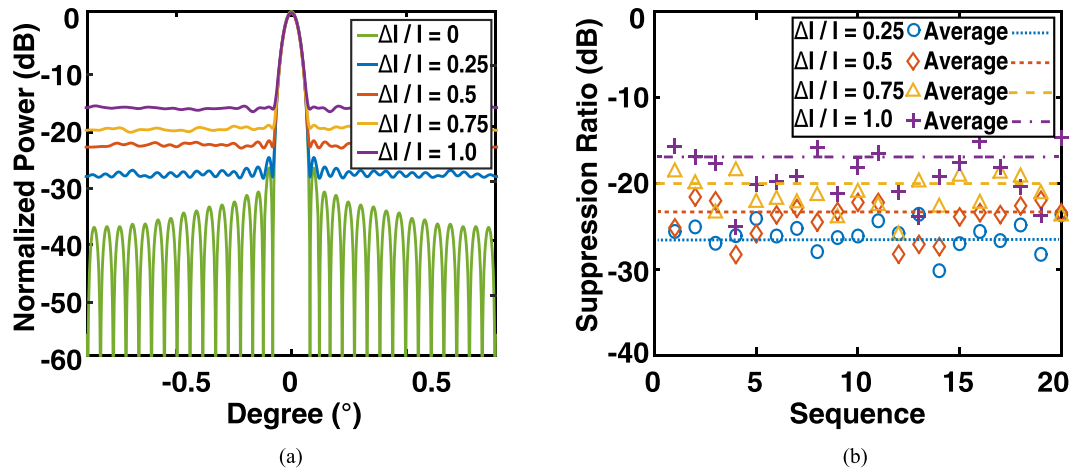 Normalized Power (dB)
0
-10
-20
-30
-40
-50
-60
-0.5
0
0.5
Degree (°)
ΔI / I = 0
ΔI / I = 0.25
ΔI / I = 0.5
ΔI / I = 0.75
ΔI / I = 1.0
(a)
Suppression Ratio (dB)
0
-10
-20
-30
-40
0
5
10
15
20
Sequence
ΔI / I = 0.25 Average
ΔI / I = 0.5 Average
ΔI / I = 0.75 Average
ΔI / I = 1.0 Average
(b)